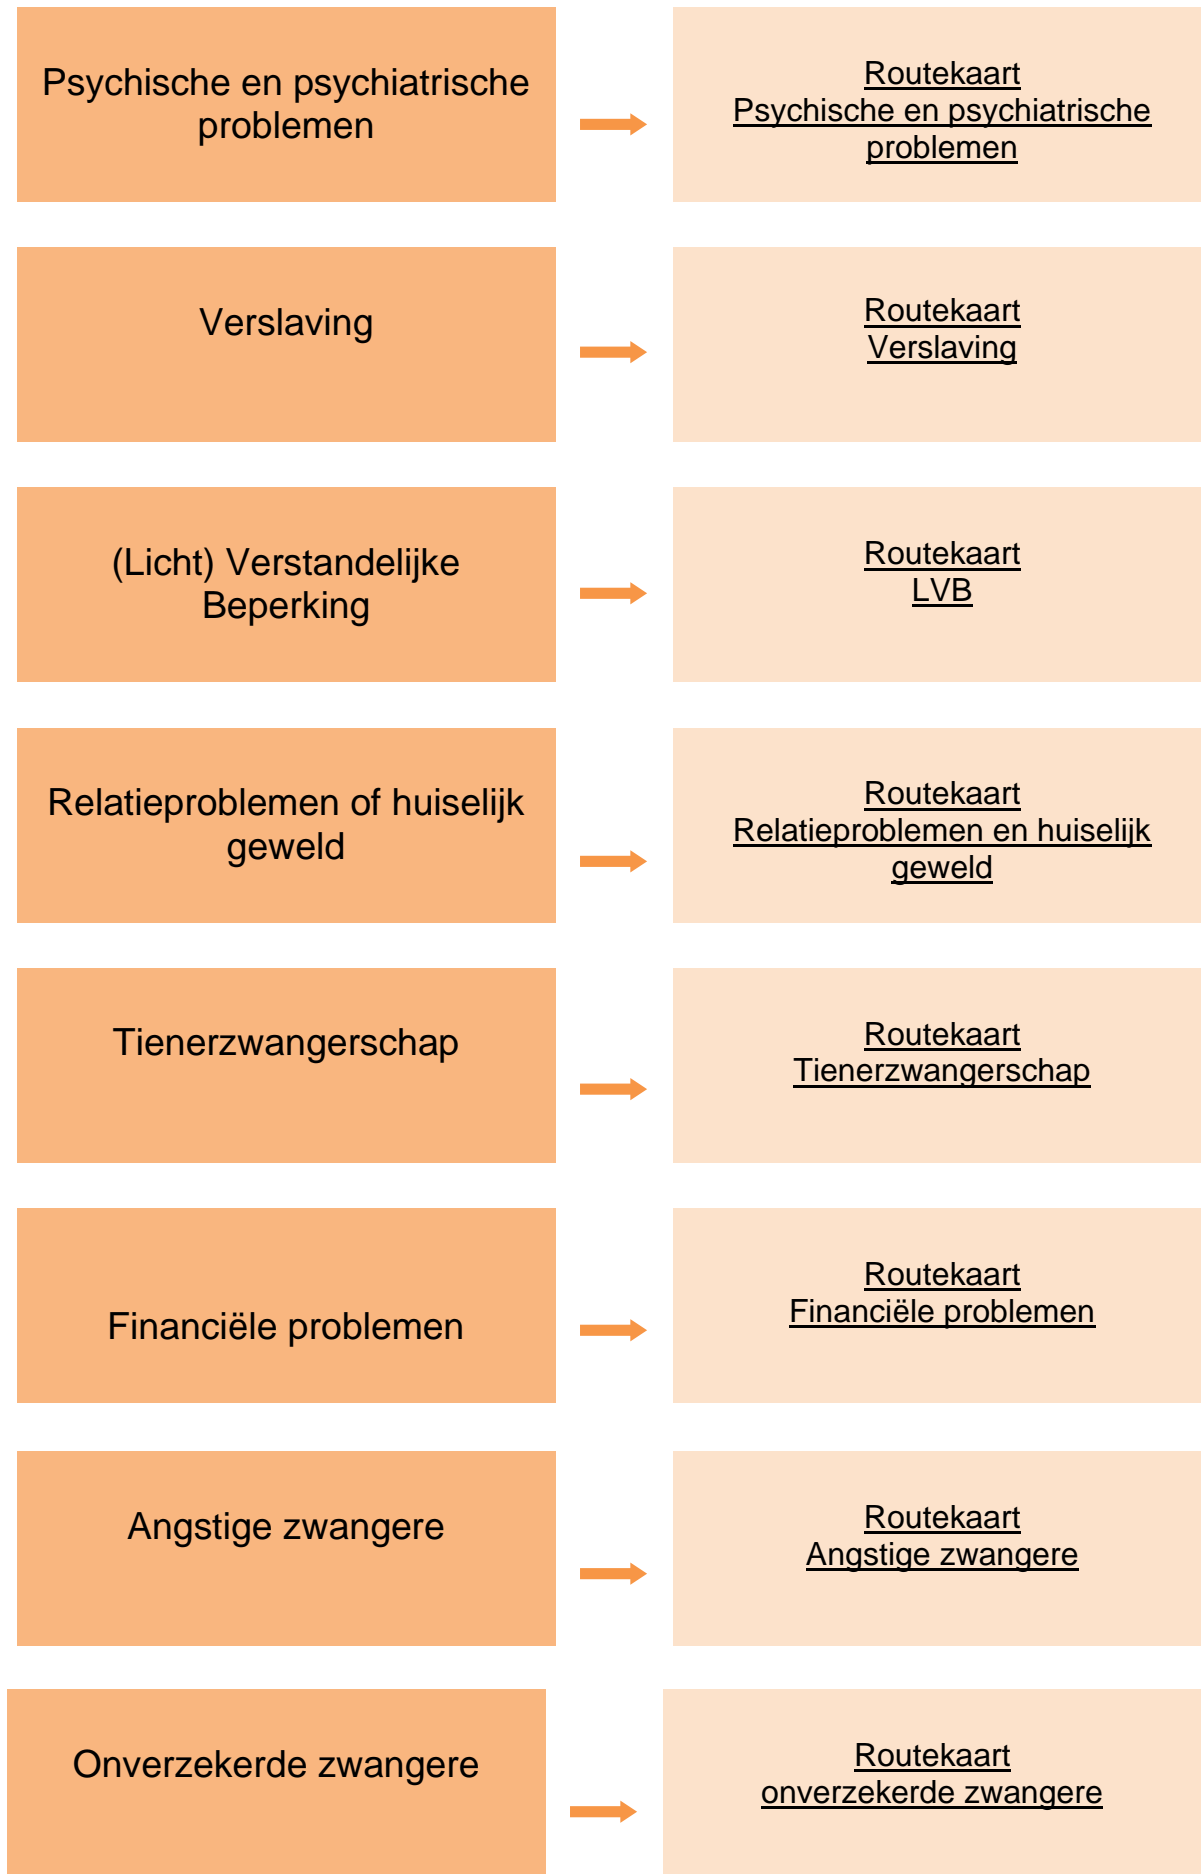 Psychische en psychiatrische
problemen
Routekaart
Psychische en psychiatrische
problemen
Verslaving
Routekaart
Verslaving
(Licht) Verstandelijke
Beperking
Routekaart
LVB
Relatieproblemen of huiselijk
geweld
Routekaart
Relatieproblemen en huiselijk
geweld
Tienerzwangerschap
Routekaart
Tienerzwangerschap
Financiële problemen
Routekaart
Financiële problemen
Angstige zwangere
Routekaart
Angstige zwangere
Onverzekerde zwangere
Routekaart
onverzekerde zwangere